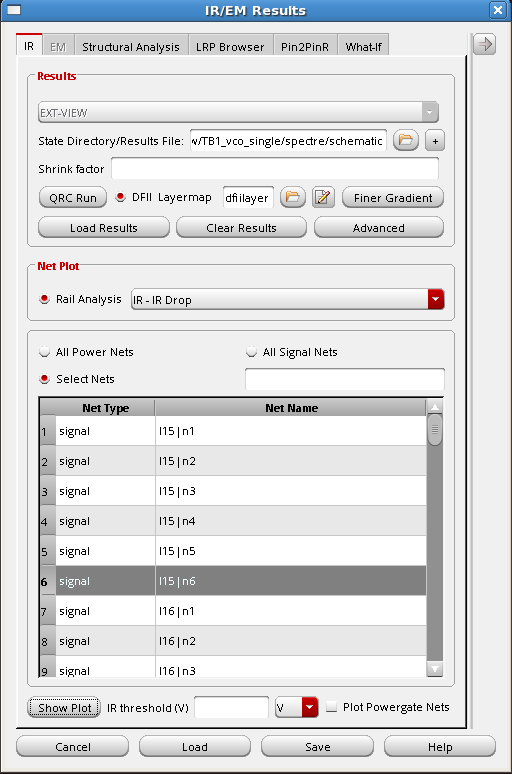 IR/EM Results
IR EM Structural Analysis LRP Browser Pin2PinR What-If
Results
EXT-VIEW
State Directory/Results File: w/TB1_vco_single/spectre/schematic +
Shrink factor
QRC Run DFII Layermap dfiilayer Finer Gradient
Load Results Clear Results Advanced
Net Plot
Rail Analysis IR - IR Drop
All Power Nets All Signal Nets
Select Nets
Net Type Net Name
1 signal I15|n1
2 signal I15|n2
3 signal I15|n3
4 signal I15|n4
5 signal I15|n5
6 signal I15|n6
7 signal I16|n1
8 signal I16|n2
9 signal I16|n3
Show Plot IR threshold (V) V Plot Powergate Nets
Cancel Load Save Help